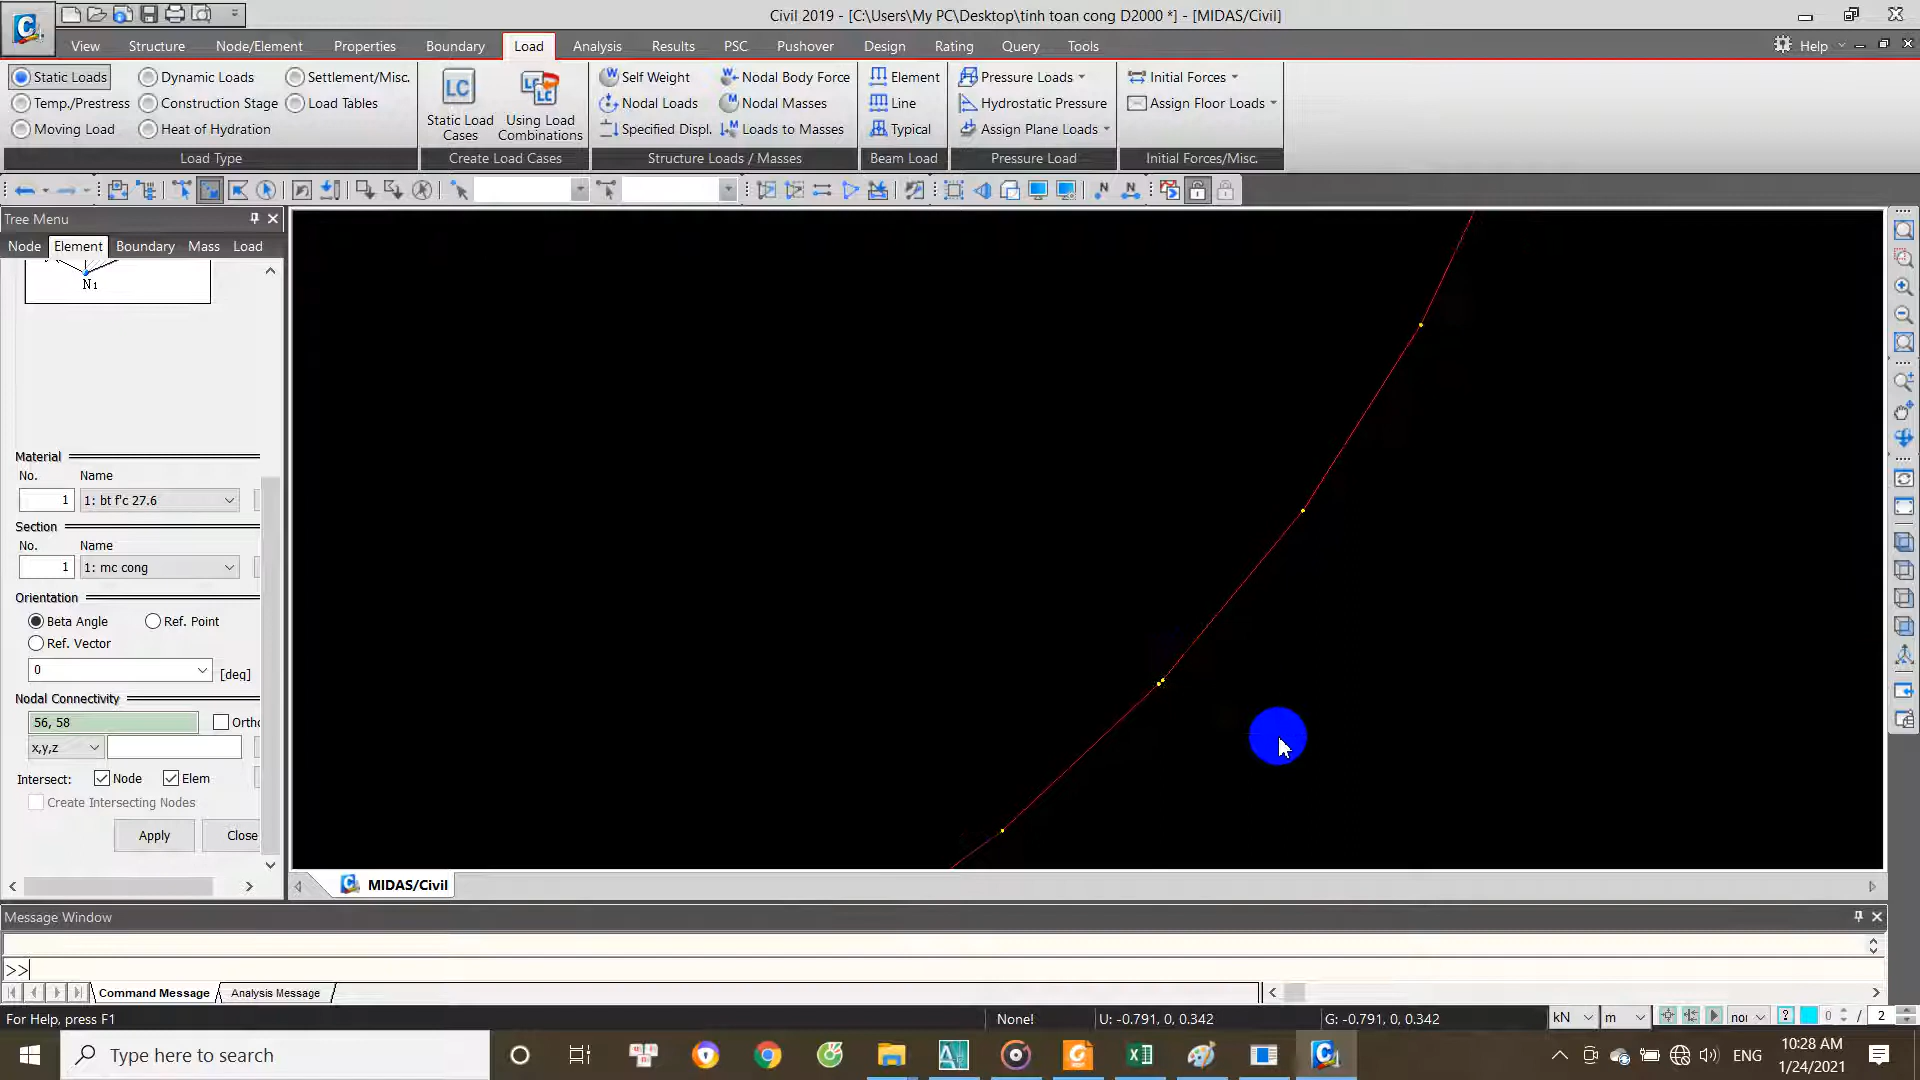 Civil 2019 - [C:\Users\My PC\Desktop\tinh toan cong D2000 *] - [MIDAS/Civil]
View Structure Node/Element Properties Boundary Load Analysis Results PSC Pushover Design Rating Query Tools Help
Static Loads Dynamic Loads Settlement/Misc.
Temp./Prestress Construction Stage Load Tables
Moving Load Heat of Hydration
Load Type
LC
Static Load Cases
Using Load Combinations
Create Load Cases
Self Weight Nodal Body Force
Nodal Loads Nodal Masses
Specified Displ. Loads to Masses
Structure Loads / Masses
Element
Line
Typical
Beam Load
Pressure Loads
Hydrostatic Pressure
Assign Plane Loads
Pressure Load
Initial Forces
Assign Floor Loads
Initial Forces/Misc.
Tree Menu
Node Element Boundary Mass Load
N1
Material
No. Name
1 1: bt f'c 27.6
Section
No. Name
1 1: mc cong
Orientation
Beta Angle Ref. Point
Ref. Vector
0 [deg]
Nodal Connectivity
56, 58 Ortho
x,y,z
Intersect: Node Elem
Create Intersecting Nodes
Apply Close
MIDAS/Civil
Message Window
>>
Command Message Analysis Message
For Help, press F1 None! U: -0.791, 0, 0.342 G: -0.791, 0, 0.342 kN m nor 0 / 2
Type here to search ENG 10:28 AM
1/24/2021